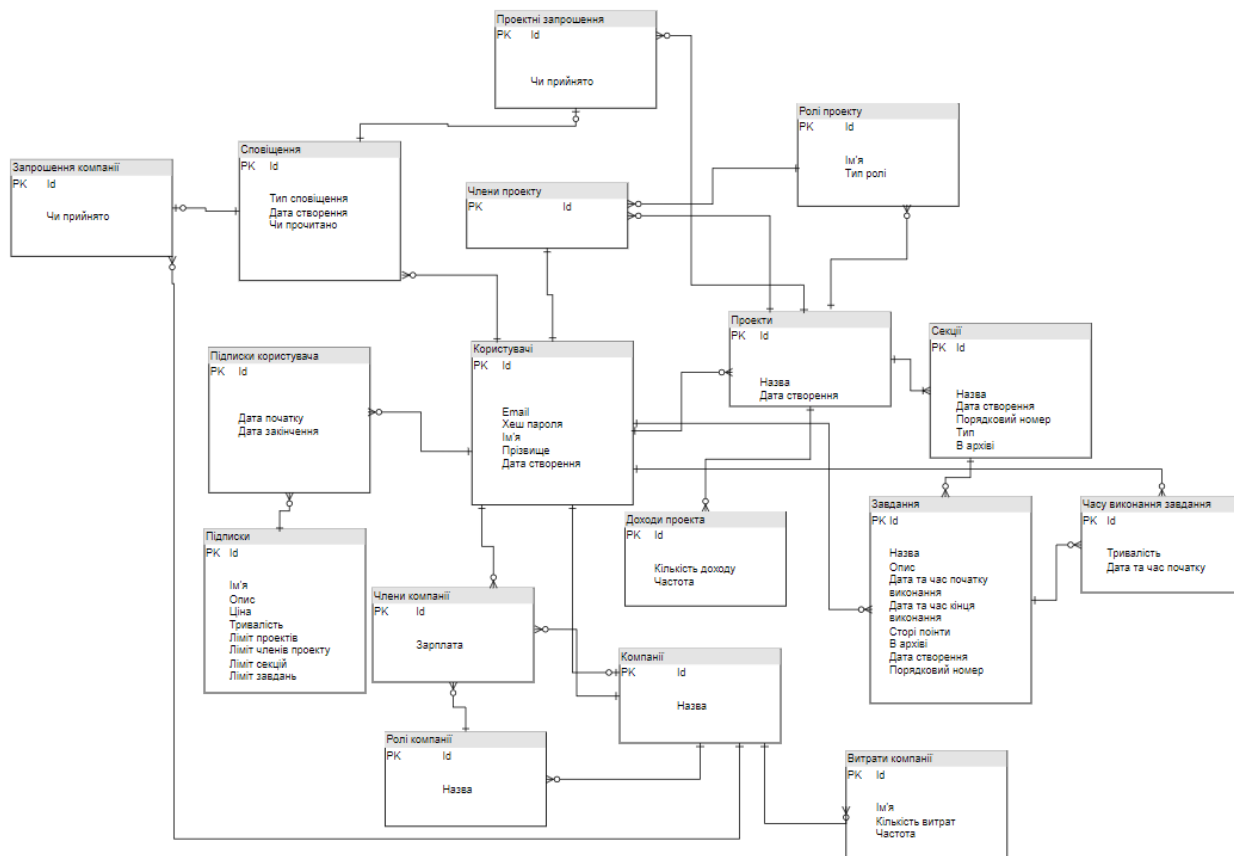 Проектні запрошення
PK Id
Чи прийнято
Ролі проекту
PK Id
Ім'я
Тип ролі
Сповіщення
PK Id
Тип сповіщення
Дата створення
Чи прочитано
Запрошення компанії
PK Id
Чи прийнято
Члени проекту
PK Id
Проекти
PK Id
Назва
Дата створення
Секції
PK Id
Назва
Дата створення
Порядковий номер
Тип
В архіві
Користувачі
PK Id
Email
Хеш пароля
Ім'я
Прізвище
Дата створення
Підписки користувача
PK Id
Дата початку
Дата закінчення
Завдання
PK Id
Назва
Опис
Дата та час початку
виконання
Дата та час кінця
виконання
Сторі поінти
В архіві
Дата створення
Порядковий номер
Часу виконання завдання
PK Id
Тривалість
Дата та час початку
Доходи проекта
PK Id
Кількість доходу
Частота
Підписки
PK Id
Ім'я
Опис
Ціна
Тривалість
Ліміт проектів
Ліміт членів проекту
Ліміт секцій
Ліміт завдань
Члени компанії
PK Id
Зарплата
Компанії
PK Id
Назва
Ролі компанії
PK Id
Назва
Витрати компанії
PK Id
Ім'я
Кількість витрат
Частота